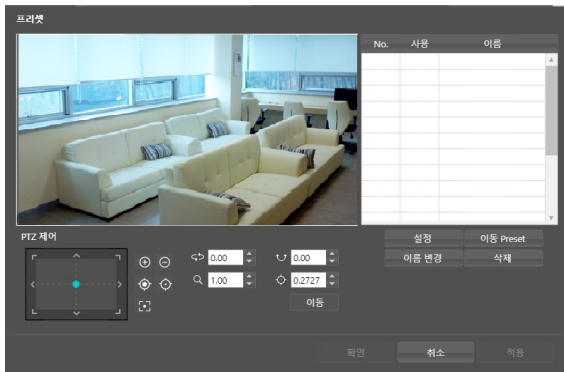 프리셋
No. 사용 이름
PTZ 제어
0.00 0.00
1.00 0.2727
이동
설정 이동 Preset
이름 변경 삭제
확인 취소 적용